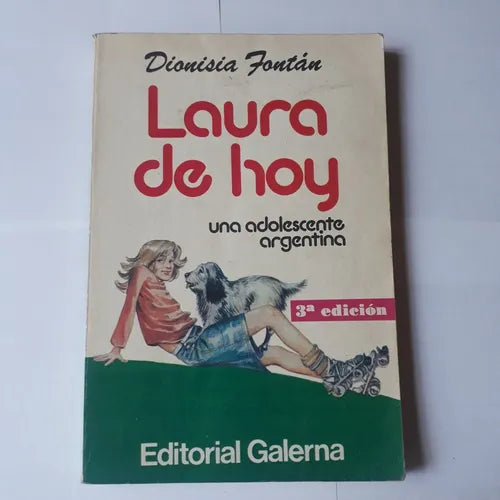 Dionisia Fontán
Laura
de hoy
una adolescente
argentina
3ª edición
Editorial Galerna